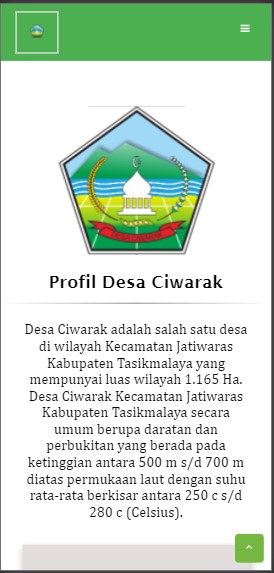 Profil Desa Ciwarak
Desa Ciwarak adalah salah satu desa
di wilayah Kecamatan Jatiwaras
Kabupaten Tasikmalaya yang
mempunyai luas wilayah 1.165 Ha.
Desa Ciwarak Kecamatan Jatiwaras
Kabupaten Tasikmalaya secara
umum berupa daratan dan
perbukitan yang berada pada
ketinggian antara 500 m s/d 700 m
diatas permukaan laut dengan suhu
rata-rata berkisar antara 250 c s/d
280 c (Celsius).